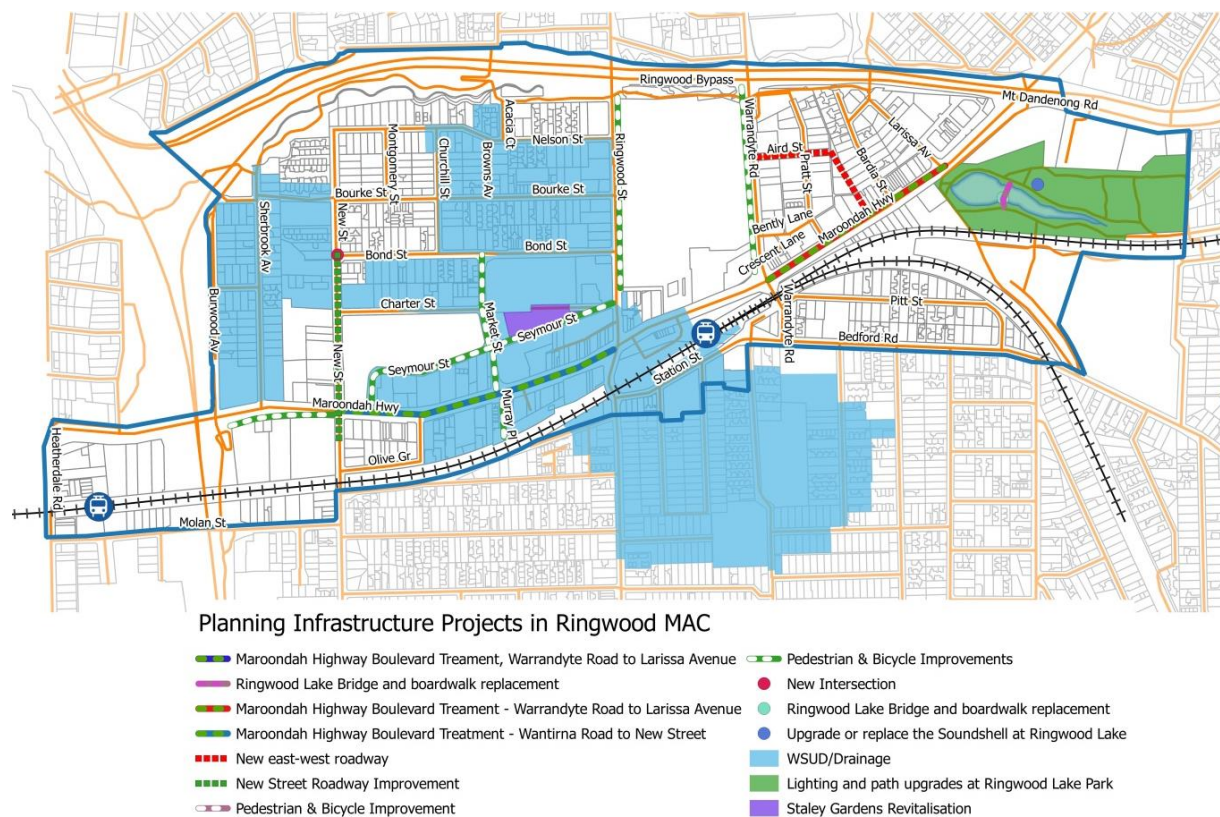 Ringwood Bypass
Mt Dandenong Rd
Acacia Ct
Nelson St
Browns Av
Churchill St
Montgomery St
Ringwood St
Warrandyte Rd
Aird St
Pratt St
Bardia St
Larissa Av
Bourke St
Bourke St
Sherbrook Av
New St
Bently Lane
Maroondah Hwy
Crescent Lane
Bond St
Bond St
Burwood Av
Charter St
Market St
Seymour St
Warrandyte Rd
Pitt St
Bedford Rd
Station St
Seymour St
New St
Maroondah Hwy
Murray Pl
Heatherdale Rd
Olive Gr
Molan St
Planning Infrastructure Projects in Ringwood MAC
Maroondah Highway Boulevard Treament, Warrandyte Road to Larissa Avenue
Ringwood Lake Bridge and boardwalk replacement
Maroondah Highway Boulevard Treament - Warrandyte Road to Larissa Avenue
Maroondah Highway Boulevard Treatment - Wantirna Road to New Street
New east-west roadway
New Street Roadway Improvement
Pedestrian & Bicycle Improvement
Pedestrian & Bicycle Improvements
New Intersection
Ringwood Lake Bridge and boardwalk replacement
Upgrade or replace the Soundshell at Ringwood Lake
WSUD/Drainage
Lighting and path upgrades at Ringwood Lake Park
Staley Gardens Revitalisation